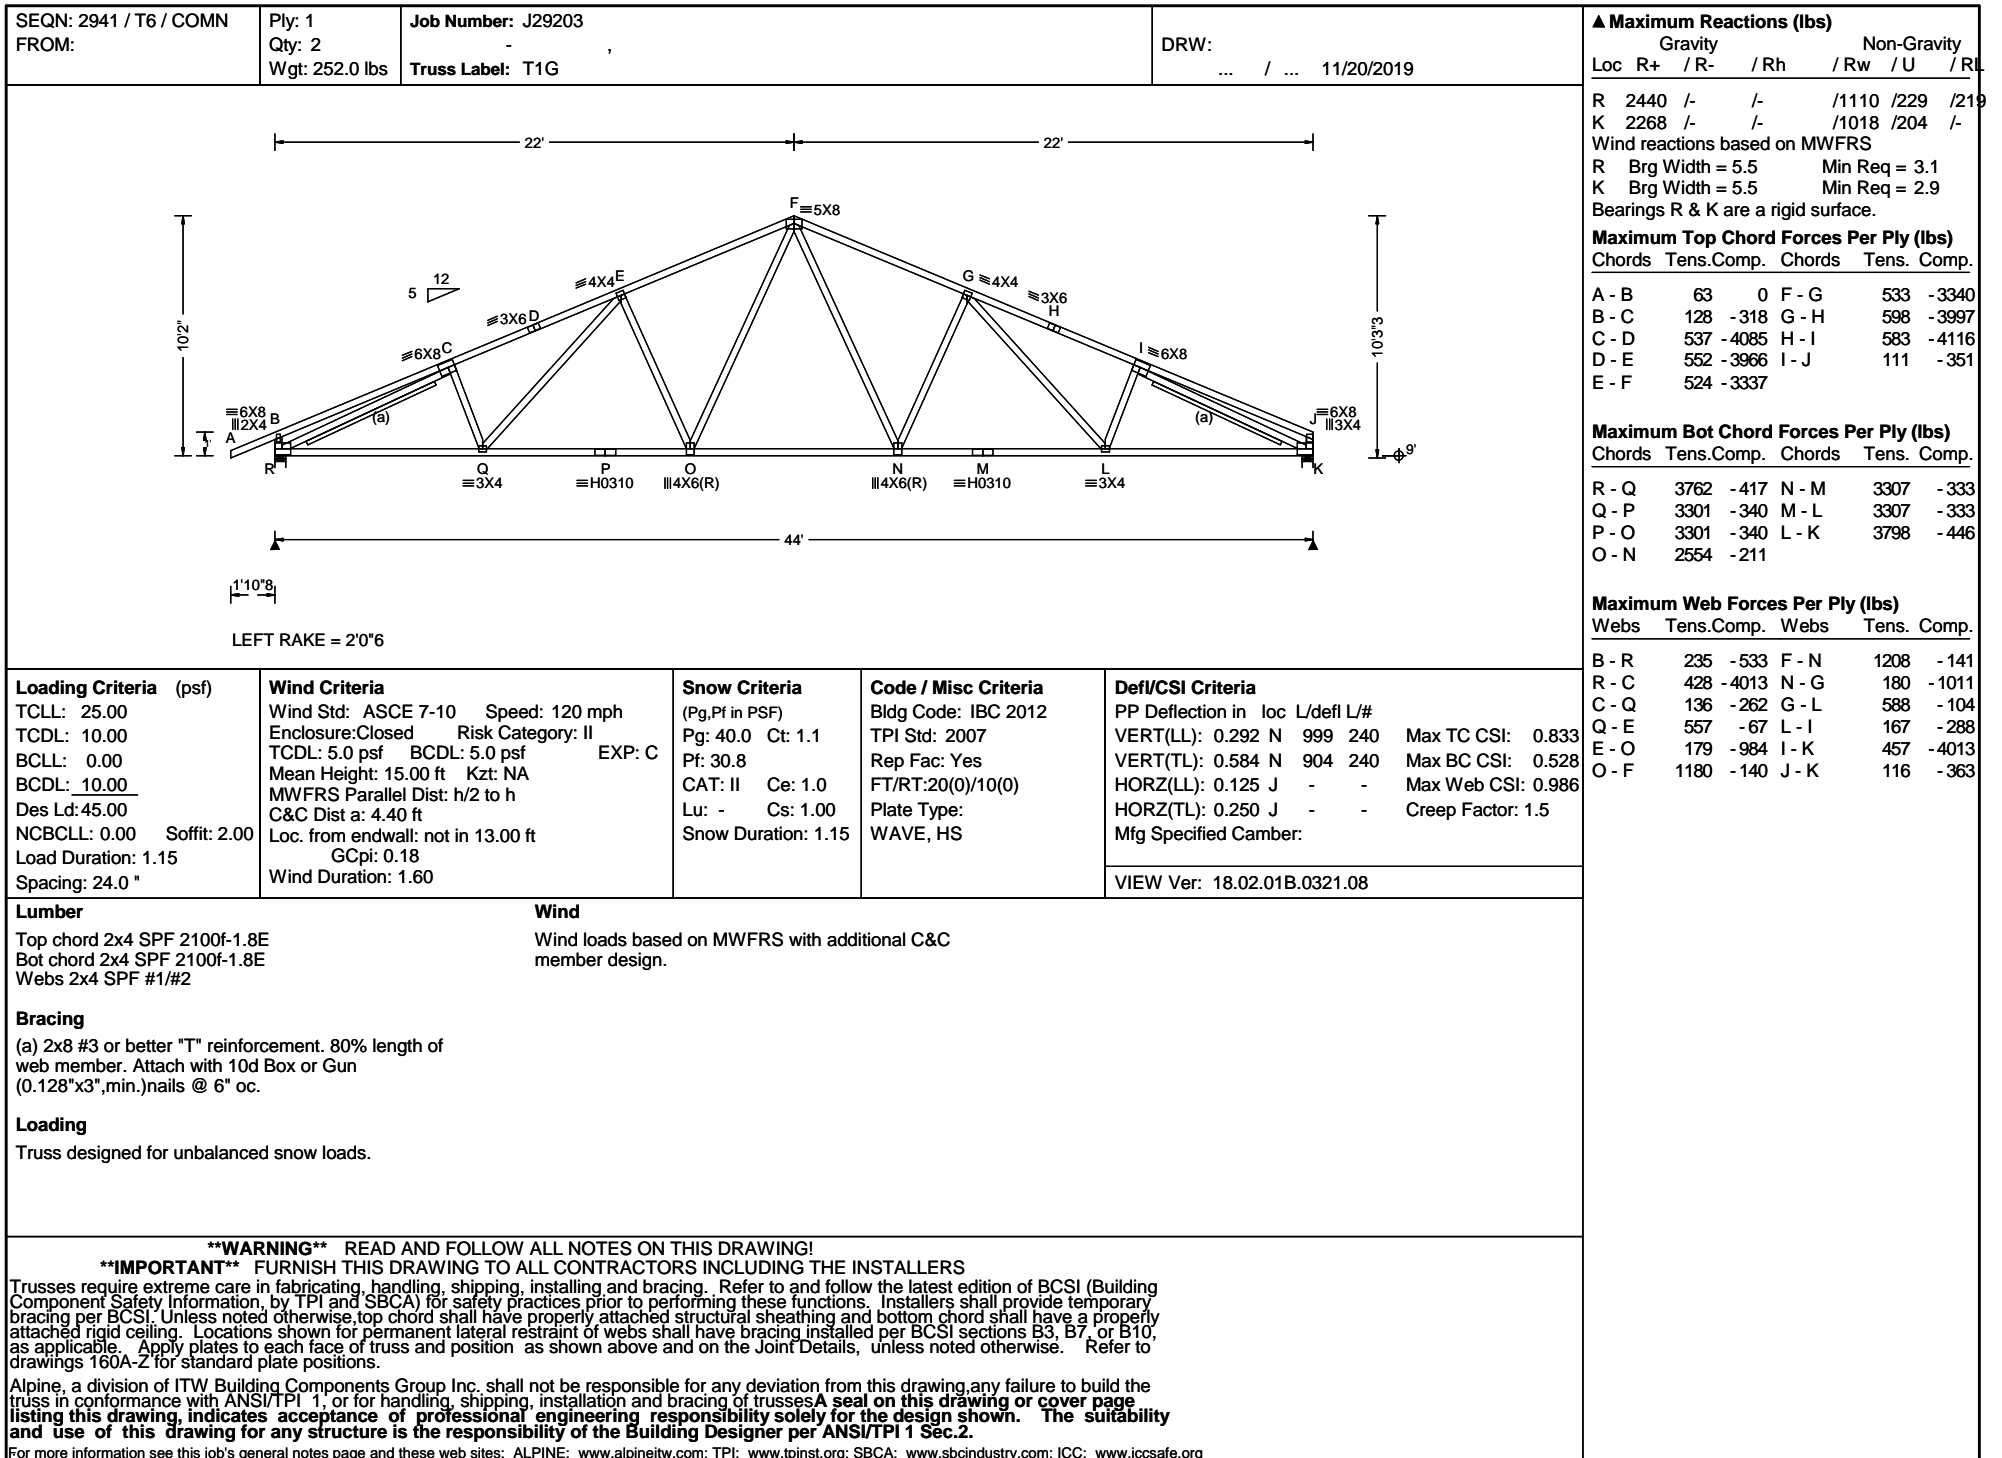 SEQN: 2941 / T6 / COMN
FROM:
Ply: 1
Qty: 2
Wgt: 252.0 lbs
Job Number: J29203
- ,
Truss Label: T1G
DRW:
... / ... 11/20/2019
22' 22'
F ≡5X8
10'2"
12
5
≡4X4 E
≡3X6 D
≡6X8 C
G ≡4X4
≡3X6
H
I ≡6X8
10'3"3
≡6X8
|||2X4 B
A
(a)
(a)
J ≡6X8
|||3X4
9'
R Q P O N M L K
≡3X4 ≡H0310 |||4X6(R) |||4X6(R) ≡H0310 ≡3X4
44'
1'10"8
LEFT RAKE = 2'0"6
▲ Maximum Reactions (lbs)
Gravity Non-Gravity
Loc R+ / R- / Rh / Rw / U / RL
R 2440 /- /- /1110 /229 /219
K 2268 /- /- /1018 /204 /-
Wind reactions based on MWFRS
R Brg Width = 5.5 Min Req = 3.1
K Brg Width = 5.5 Min Req = 2.9
Bearings R & K are a rigid surface.
Maximum Top Chord Forces Per Ply (lbs)
Chords Tens.Comp. Chords Tens. Comp.
A - B 63 0 F - G 533 -3340
B - C 128 -318 G - H 598 -3997
C - D 537 -4085 H - I 583 -4116
D - E 552 -3966 I - J 111 -351
E - F 524 -3337
Maximum Bot Chord Forces Per Ply (lbs)
Chords Tens.Comp. Chords Tens. Comp.
R - Q 3762 -417 N - M 3307 -333
Q - P 3301 -340 M - L 3307 -333
P - O 3301 -340 L - K 3798 -446
O - N 2554 -211
Maximum Web Forces Per Ply (lbs)
Webs Tens.Comp. Webs Tens. Comp.
B - R 235 -533 F - N 1208 -141
R - C 428 -4013 N - G 180 -1011
C - Q 136 -262 G - L 588 -104
Q - E 557 -67 L - I 167 -288
E - O 179 -984 I - K 457 -4013
O - F 1180 -140 J - K 116 -363
Loading Criteria (psf)
TCLL: 25.00
TCDL: 10.00
BCLL: 0.00
BCDL: 10.00
Des Ld:45.00
NCBCLL: 0.00 Soffit: 2.00
Load Duration: 1.15
Spacing: 24.0 "
Wind Criteria
Wind Std: ASCE 7-10 Speed: 120 mph
Enclosure:Closed Risk Category: II
TCDL: 5.0 psf BCDL: 5.0 psf EXP: C
Mean Height: 15.00 ft Kzt: NA
MWFRS Parallel Dist: h/2 to h
C&C Dist a: 4.40 ft
Loc. from endwall: not in 13.00 ft
GCpi: 0.18
Wind Duration: 1.60
Snow Criteria
(Pg,Pf in PSF)
Pg: 40.0 Ct: 1.1
Pf: 30.8
CAT: II Ce: 1.0
Lu: - Cs: 1.00
Snow Duration: 1.15
Code / Misc Criteria
Bldg Code: IBC 2012
TPI Std: 2007
Rep Fac: Yes
FT/RT:20(0)/10(0)
Plate Type:
WAVE, HS
Defl/CSI Criteria
PP Deflection in loc L/defl L/#
VERT(LL): 0.292 N 999 240 Max TC CSI: 0.833
VERT(TL): 0.584 N 904 240 Max BC CSI: 0.528
HORZ(LL): 0.125 J - - Max Web CSI: 0.986
HORZ(TL): 0.250 J - - Creep Factor: 1.5
Mfg Specified Camber:
VIEW Ver: 18.02.01B.0321.08
Lumber
Top chord 2x4 SPF 2100f-1.8E
Bot chord 2x4 SPF 2100f-1.8E
Webs 2x4 SPF #1/#2
Bracing
(a) 2x8 #3 or better "T" reinforcement. 80% length of
web member. Attach with 10d Box or Gun
(0.128"x3",min.)nails @ 6" oc.
Loading
Truss designed for unbalanced snow loads.
Wind
Wind loads based on MWFRS with additional C&C
member design.
**WARNING** READ AND FOLLOW ALL NOTES ON THIS DRAWING!
**IMPORTANT** FURNISH THIS DRAWING TO ALL CONTRACTORS INCLUDING THE INSTALLERS
Trusses require extreme care in fabricating, handling, shipping, installing and bracing. Refer to and follow the latest edition of BCSI (Building
Component Safety Information, by TPI and SBCA) for safety practices prior to performing these functions. Installers shall provide temporary
bracing per BCSI. Unless noted otherwise,top chord shall have properly attached structural sheathing and bottom chord shall have a properly
attached rigid ceiling. Locations shown for permanent lateral restraint of webs shall have bracing installed per BCSI sections B3, B7, or B10,
as applicable. Apply plates to each face of truss and position as shown above and on the Joint Details, unless noted otherwise. Refer to
drawings 160A-Z for standard plate positions.
Alpine, a division of ITW Building Components Group Inc. shall not be responsible for any deviation from this drawing,any failure to build the
truss in conformance with ANSI/TPI 1, or for handling, shipping, installation and bracing of trussesA seal on this drawing or cover page
listing this drawing, indicates acceptance of professional engineering responsibility solely for the design shown. The suitability
and use of this drawing for any structure is the responsibility of the Building Designer per ANSI/TPI 1 Sec.2.
For more information see this job's general notes page and these web sites: ALPINE: www.alpineitw.com; TPI: www.tpinst.org; SBCA: www.sbcindustry.com; ICC: www.iccsafe.org